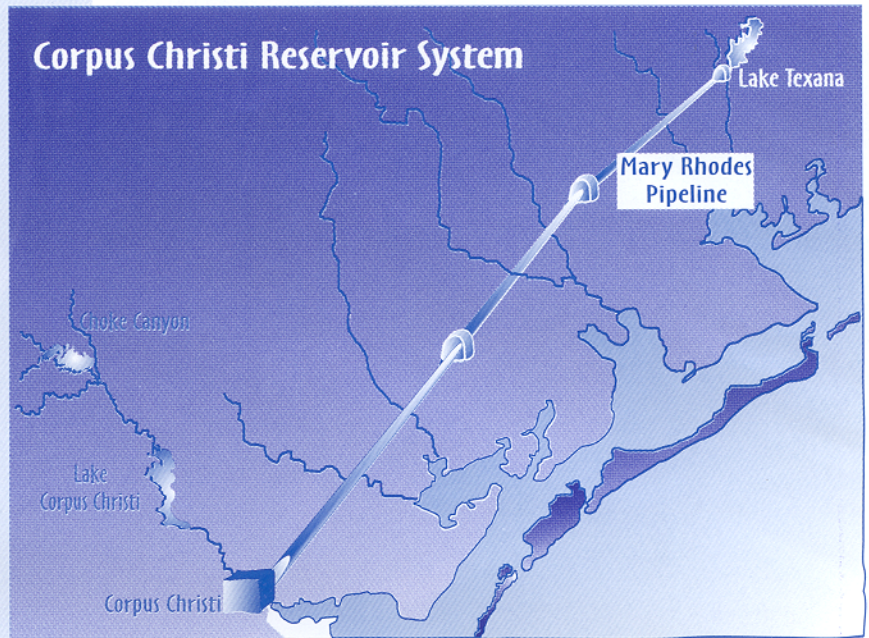 Corpus Christi Reservoir System
Lake Texana
Mary Rhodes
Pipeline
Choke Canyon
Lake
Corpus Christi
Corpus Christi